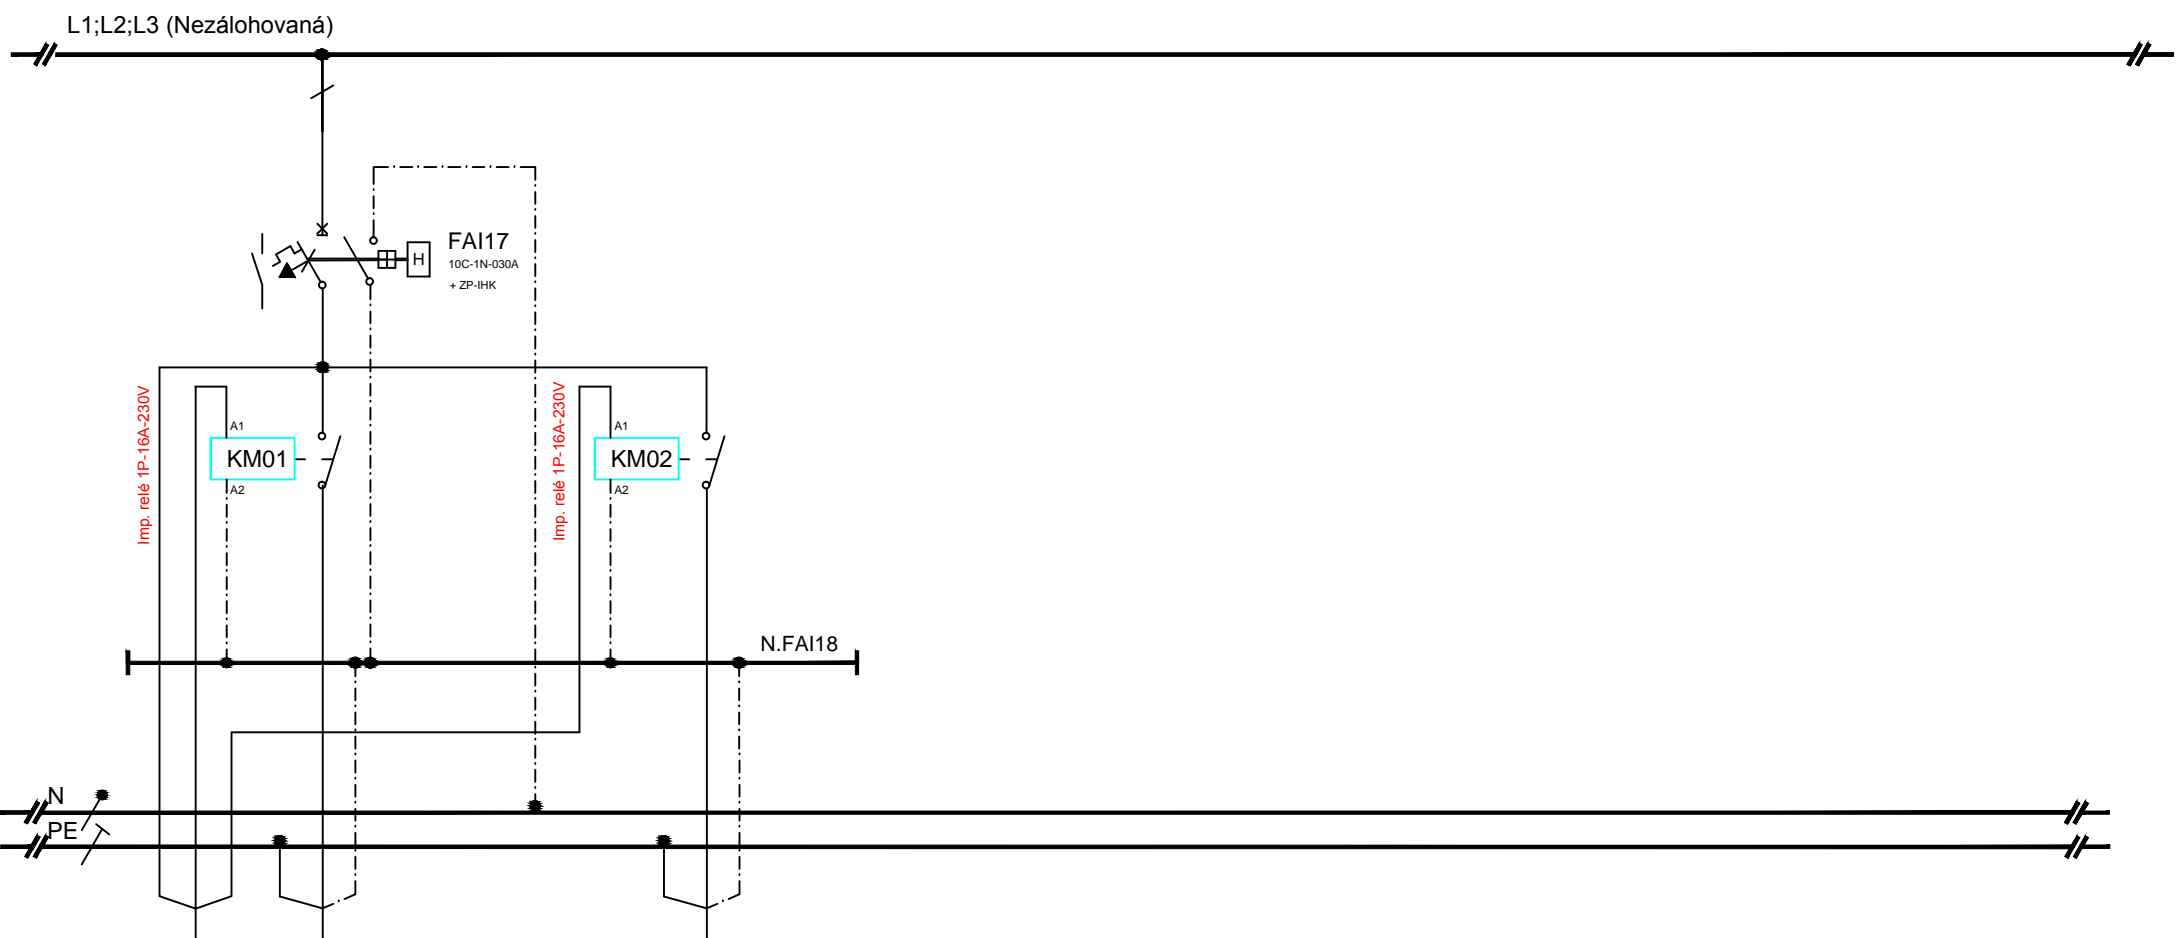 L1;L2;L3 (Nezálohovaná)
FAI17
10C-1N-030A
+ ZP-IHK
H
Imp. relé 1P-16A-230V
A1
KM01
A2
Imp. relé 1P-16A-230V
A1
KM02
A2
N.FAI18
N
PE